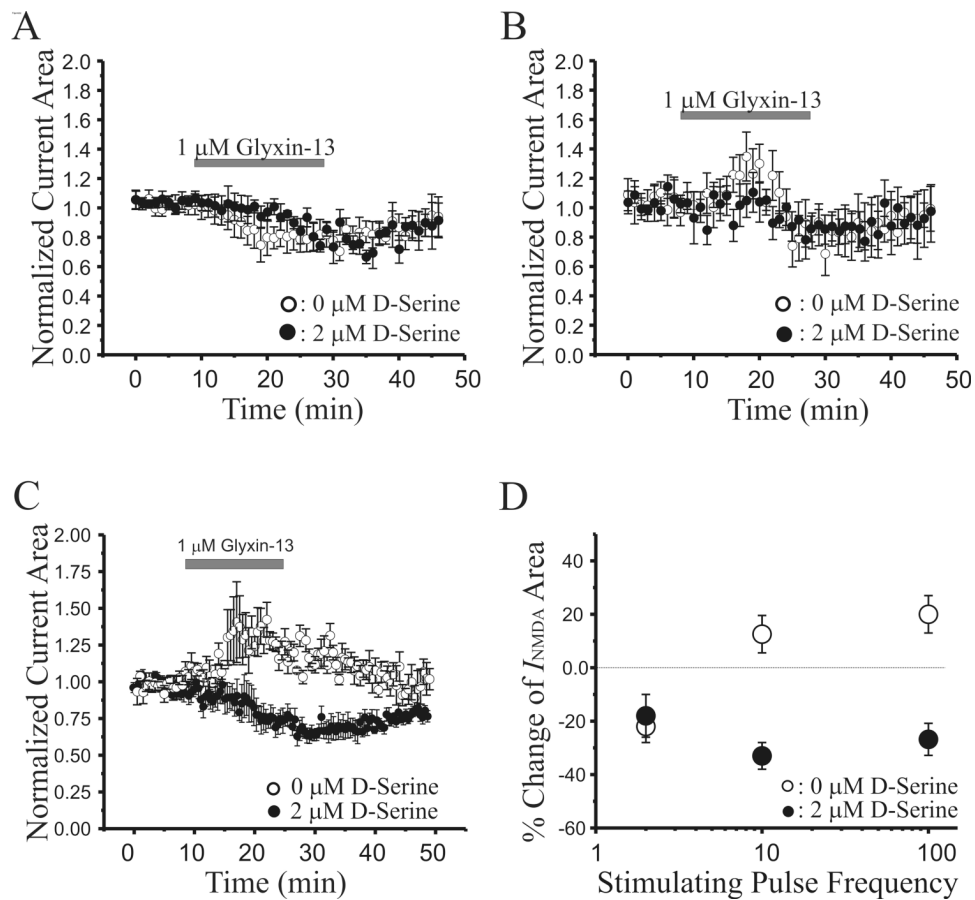 A
Normalized Current Area
2.0
1.8
1.6
1.4
1.2
1.0
0.8
0.6
0.4
0.2
0.0
1 μM Glyxin-13
: 0 μM D-Serine
: 2 μM D-Serine
0 10 20 30 40 50
Time (min)
B
Normalized Current Area
2.0
1.8
1.6
1.4
1.2
1.0
0.8
0.6
0.4
0.2
0.0
1 μM Glyxin-13
: 0 μM D-Serine
: 2 μM D-Serine
0 10 20 30 40 50
Time (min)
C
Normalized Current Area
2.00
1.75
1.50
1.25
1.00
0.75
0.50
0.25
0.00
1 μM Glyxin-13
0 μM D-Serine
2 μM D-Serine
0 10 20 30 40 50
Time (min)
D
% Change of INMDA Area
40
20
0.0
-20
-40
-60
: 0 μM D-Serine
: 2 μM D-Serine
1 10 100
Stimulating Pulse Frequency